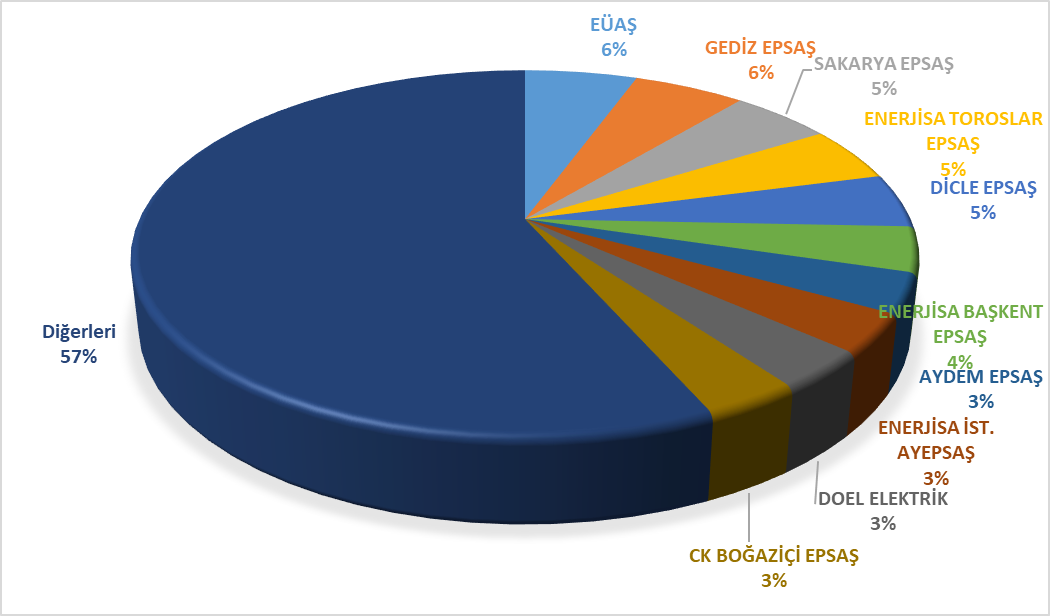 EÜAŞ
6%
GEDİZ EPSAŞ
6%
SAKARYA EPSAŞ
5%
ENERJİSA TOROSLAR
EPSAŞ
5%
DİCLE EPSAŞ
5%
ENERJİSA BAŞKENT
EPSAŞ
4%
AYDEM EPSAŞ
3%
ENERJİSA İST.
AYEPSAŞ
3%
DOEL ELEKTRİK
3%
CK BOĞAZİÇİ EPSAŞ
3%
Diğerleri
57%